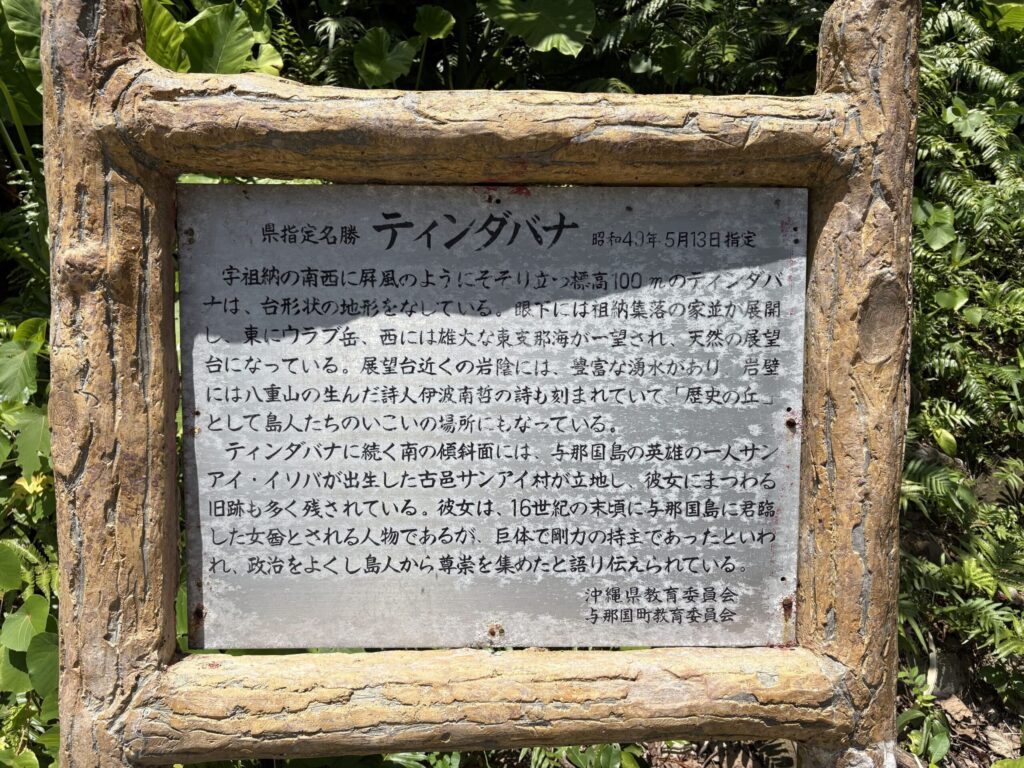 県指定名勝 ティンダバナ 昭和49年5月13日指定
字祖納の南西に屏風のようにそそり立つ標高100mのティンダバ
ナは、台形状の地形をなしている。眼下には祖納集落の家並が展開
し、東にウラブ岳、西には雄大な東支那海が一望され、天然の展望
台になっている。展望台近くの岩陰には、豊富な湧水があり 岩壁
には八重山の生んだ詩人伊波南哲の詩も刻まれていて「歴史の丘」
として島人たちのいこいの場所にもなっている。
ティンダバナに続く南の傾斜面には、与那国島の英雄の一人サン
アイ・イソバが出生した古邑サンアイ村が立地し、彼女にまつわる
旧跡も多く残されている。彼女は、16世紀の末頃に与那国島に君臨
した女酋とされる人物であるが、巨体で剛力の持主であったといわ
れ、政治をよくし島人から尊崇を集めたと語り伝えられている。
沖縄県教育委員会
与那国町教育委員会